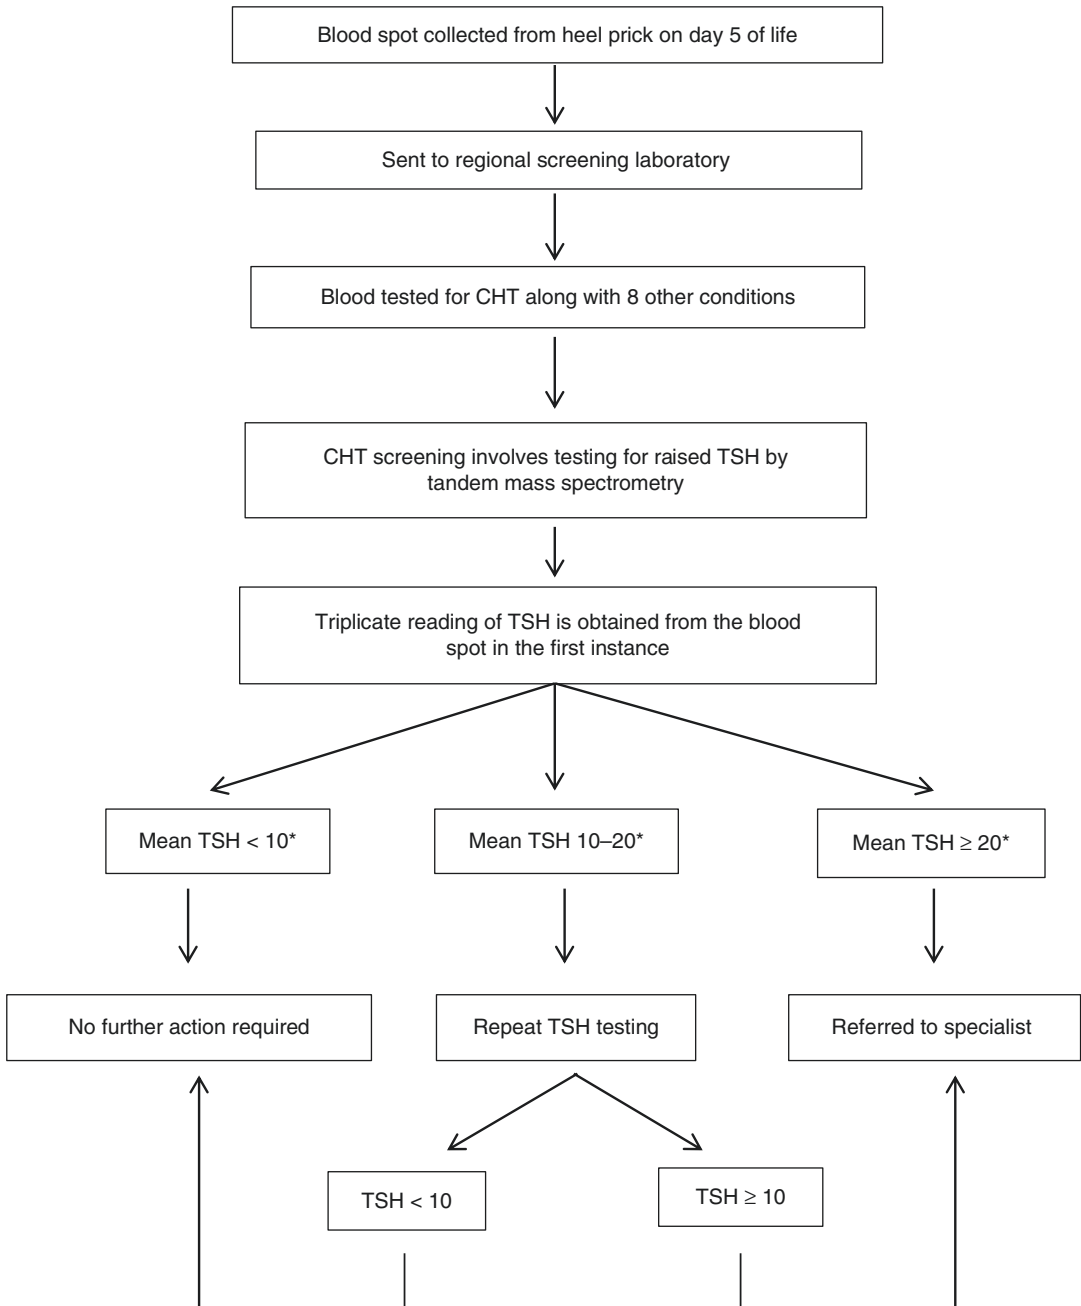 Blood spot collected from heel prick on day 5 of life
Sent to regional screening laboratory
Blood tested for CHT along with 8 other conditions
CHT screening involves testing for raised TSH by
tandem mass spectrometry
Triplicate reading of TSH is obtained from the blood
spot in the first instance
Mean TSH < 10*
Mean TSH 10–20*
Mean TSH ≥ 20*
No further action required
Repeat TSH testing
Referred to specialist
TSH < 10
TSH ≥ 10